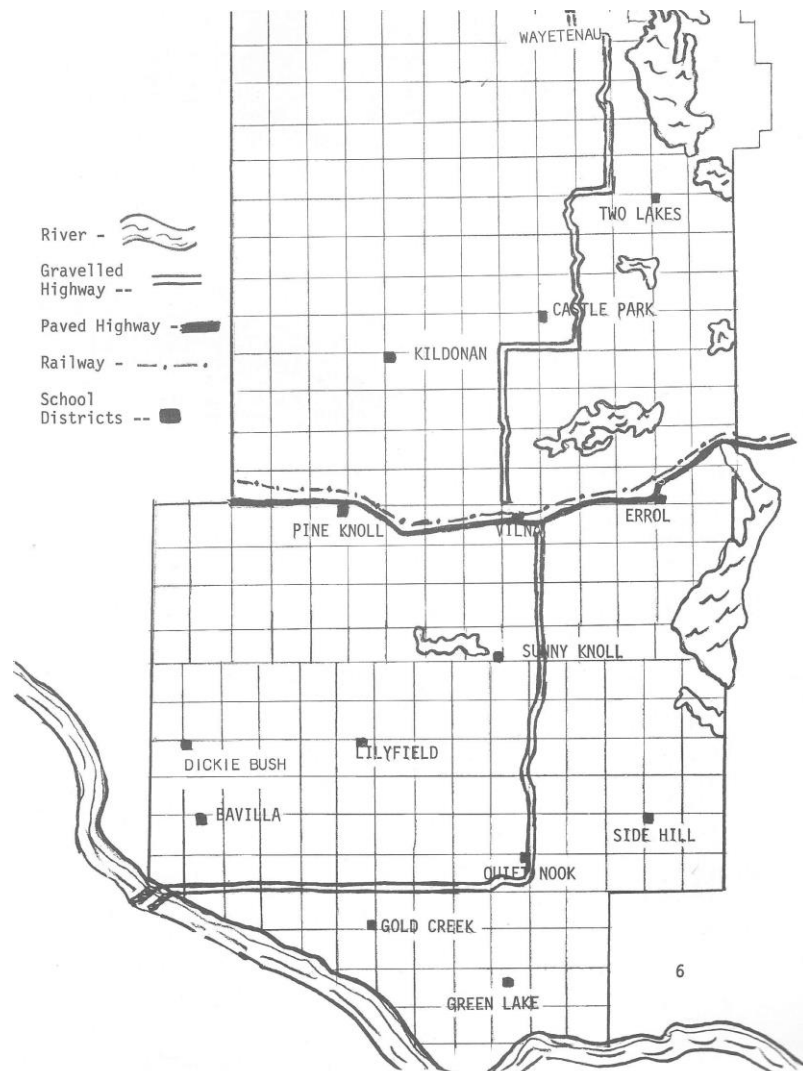 WAYETENAU
TWO LAKES
River -
Gravelled
Highway --
CASTLE PARK
Paved Highway -
KILDONAN
Railway -
School
Districts --
PINE KNOLL
VILNA
ERROL
SUNNY KNOLL
DICKIE BUSH
LILYFIELD
BAVILLA
SIDE HILL
QUIET NOOK
GOLD CREEK
6
GREEN LAKE